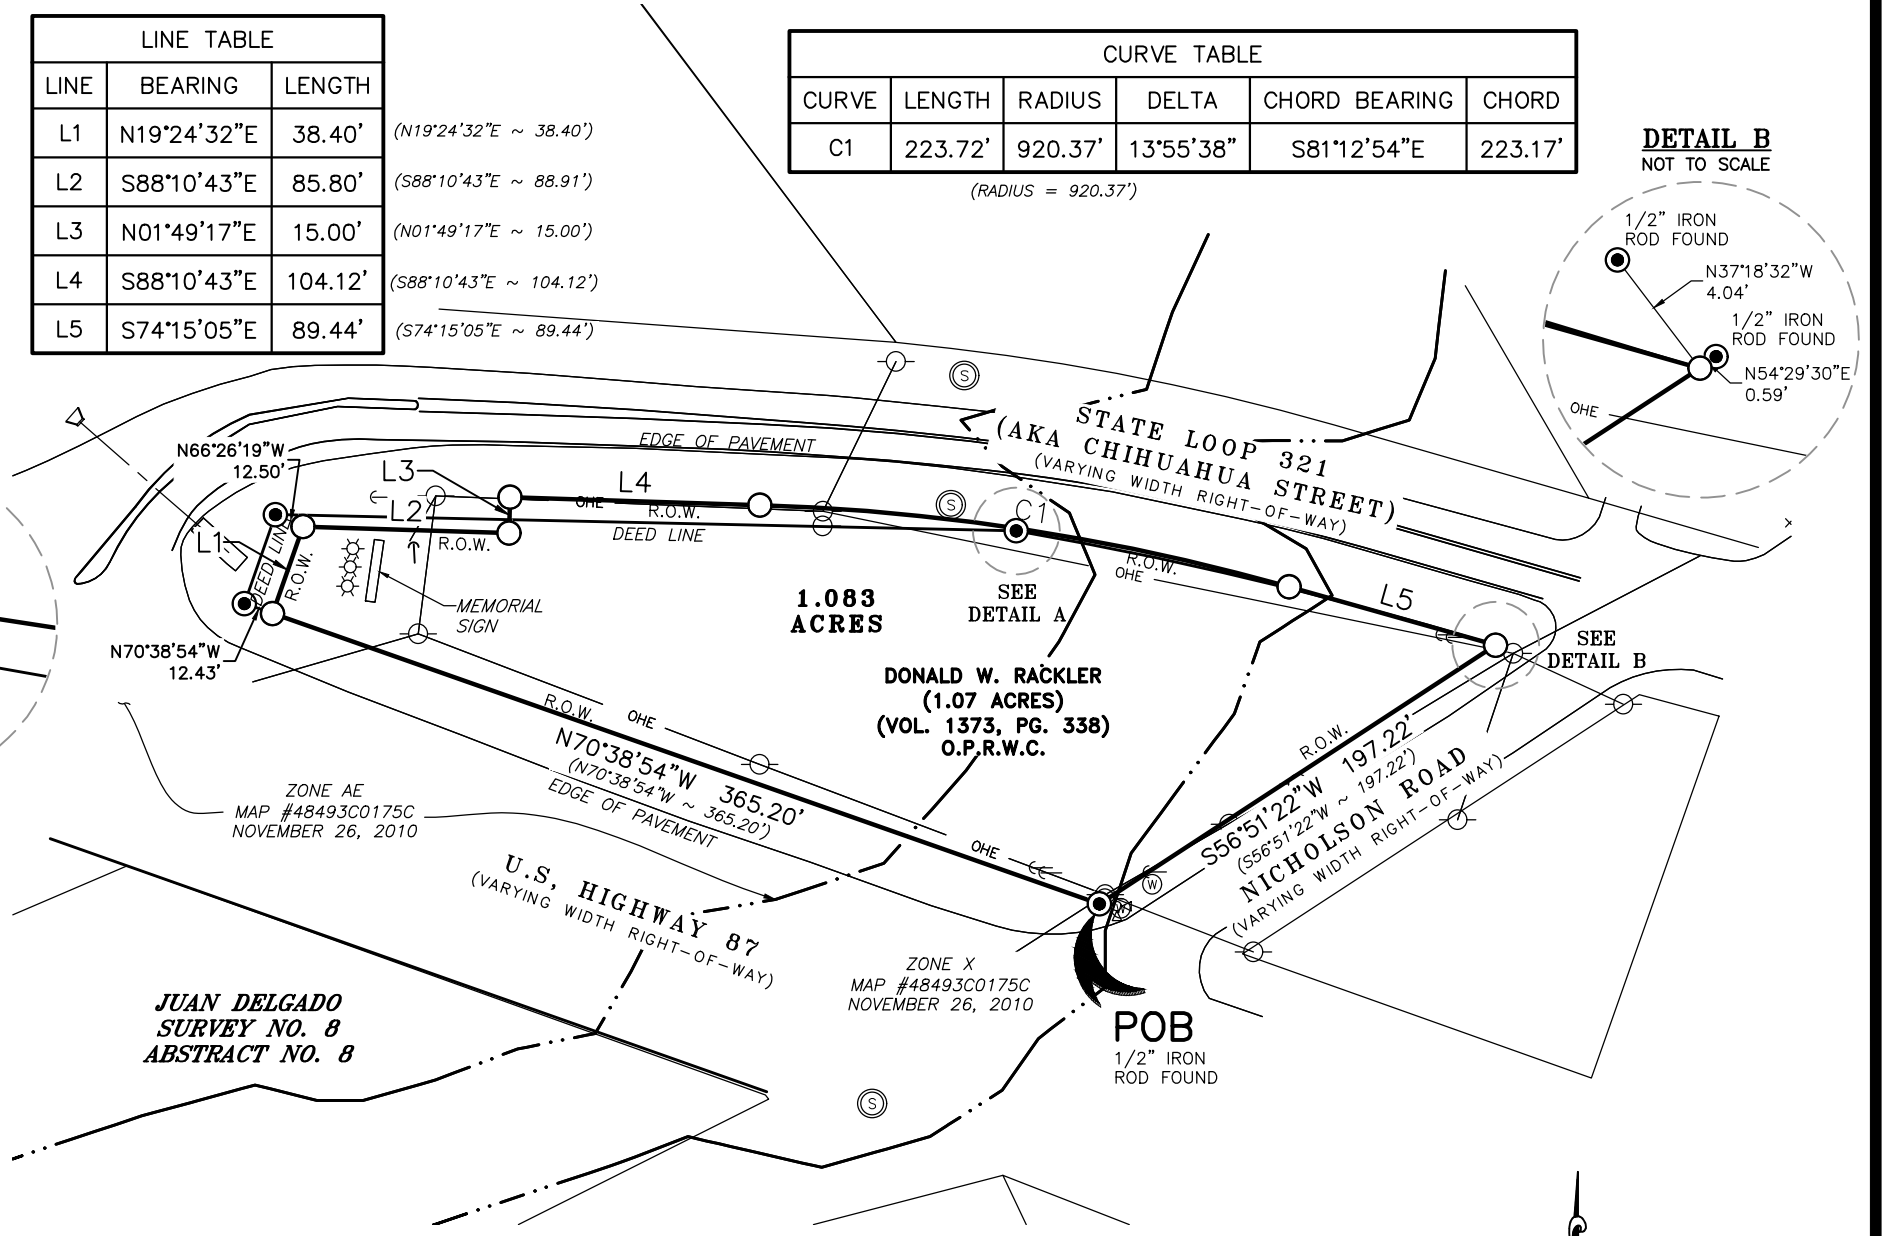 LINE TABLE
LINE BEARING LENGTH
L1 N19°24'32"E 38.40' (N19°24'32"E ~ 38.40')
L2 S88°10'43"E 85.80' (S88°10'43"E ~ 88.91')
L3 N01°49'17"E 15.00' (N01°49'17"E ~ 15.00')
L4 S88°10'43"E 104.12' (S88°10'43"E ~ 104.12')
L5 S74°15'05"E 89.44' (S74°15'05"E ~ 89.44')
CURVE TABLE
CURVE LENGTH RADIUS DELTA CHORD BEARING CHORD
C1 223.72' 920.37' 13°55'38" S81°12'54"E 223.17'
(RADIUS = 920.37')
DETAIL B
NOT TO SCALE
1/2" IRON
ROD FOUND
N37°18'32"W
4.04'
1/2" IRON
ROD FOUND
N54°29'30"E
0.59'
OHE
STATE LOOP 321
(AKA CHIHUAHUA STREET)
(VARYING WIDTH RIGHT-OF-WAY)
EDGE OF PAVEMENT
N66°26'19"W
12.50'
L3
L4
L2
OHE
R.O.W.
S
S
C1
L1
DEED LINE
R.O.W.
R.O.W.
DEED LINE
R.O.W.
OHE
L5
MEMORIAL
SIGN
1.083
ACRES
SEE
DETAIL A
SEE
DETAIL B
N70°38'54"W
12.43'
DONALD W. RACKLER
(1.07 ACRES)
(VOL. 1373, PG. 338)
O.P.R.W.C.
R.O.W.
OHE
N70°38'54"W 365.20'
(N70°38'54"W ~ 365.20')
EDGE OF PAVEMENT
R.O.W.
S56°51'22"W 197.22'
(S56°51'22"W ~ 197.22')
NICHOLSON ROAD
(VARYING WIDTH RIGHT-OF-WAY)
ZONE AE
MAP #48493C0175C
NOVEMBER 26, 2010
OHE
W
U.S. HIGHWAY 87
(VARYING WIDTH RIGHT-OF-WAY)
ZONE X
MAP #48493C0175C
NOVEMBER 26, 2010
JUAN DELGADO
SURVEY NO. 8
ABSTRACT NO. 8
POB
1/2" IRON
ROD FOUND
S